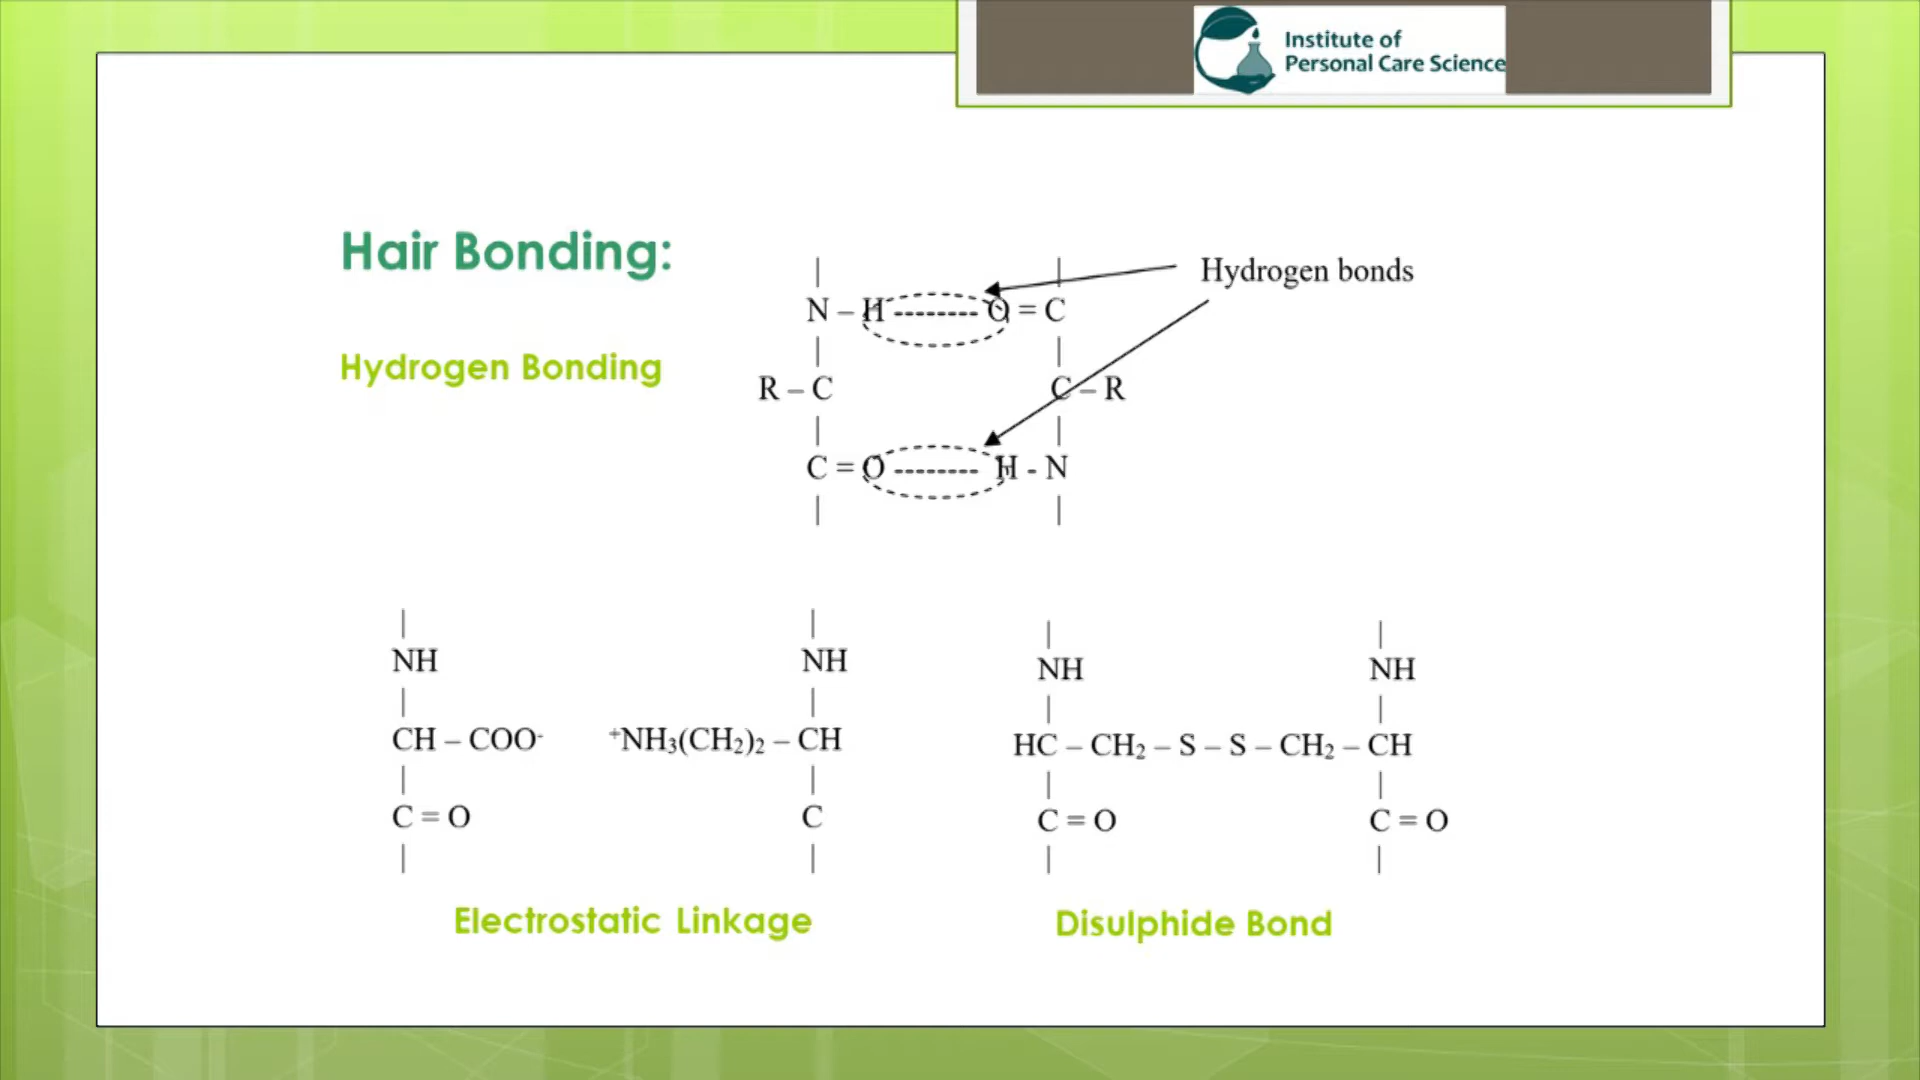 Institute of
Personal Care Science
Hair Bonding:
Hydrogen Bonding
Hydrogen bonds
|          |
N – H -------- O = C
|          |
R – C          C – R
|          |
C = O -------- H - N
|          |
|          |
NH          NH
|          |
CH – COO⁻          ⁺NH₃(CH₂)₂ – CH
|          |
C = O          C
|          |
Electrostatic Linkage
|          |
NH          NH
|          |
HC – CH₂ – S – S – CH₂ – CH
|          |
C = O          C = O
|          |
Disulphide Bond